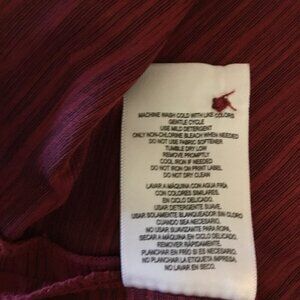 MACHINE WASH COLD WITH LIKE COLORS
GENTLE CYCLE
USE MILD DETERGENT
ONLY NON-CHLORINE BLEACH WHEN NEEDED
DO NOT USE FABRIC SOFTENER
TUMBLE DRY LOW
REMOVE PROMPTLY
COOL IRON IF NEEDED
DO NOT IRON ON PRINT LABEL
DO NOT DRY CLEAN
LAVAR A MÁQUINA CON AGUA FRÍA
CON COLORES SIMILARES.
EN CICLO DELICADO.
USAR DETERGENTE SUAVE.
USAR SOLAMENTE BLANQUEADOR SIN CLORO
CUANDO SEA NECESARIO.
NO USAR SUAVIZANTE PARA ROPA.
SECAR A MÁQUINA EN CICLO DELICADO.
REMOVER RÁPIDAMENTE.
PLANCHAR EN FRÍO SI ES NECESARIO.
NO PLANCHAR LA ETIQUETA IMPRESA.
NO LAVAR EN SECO.